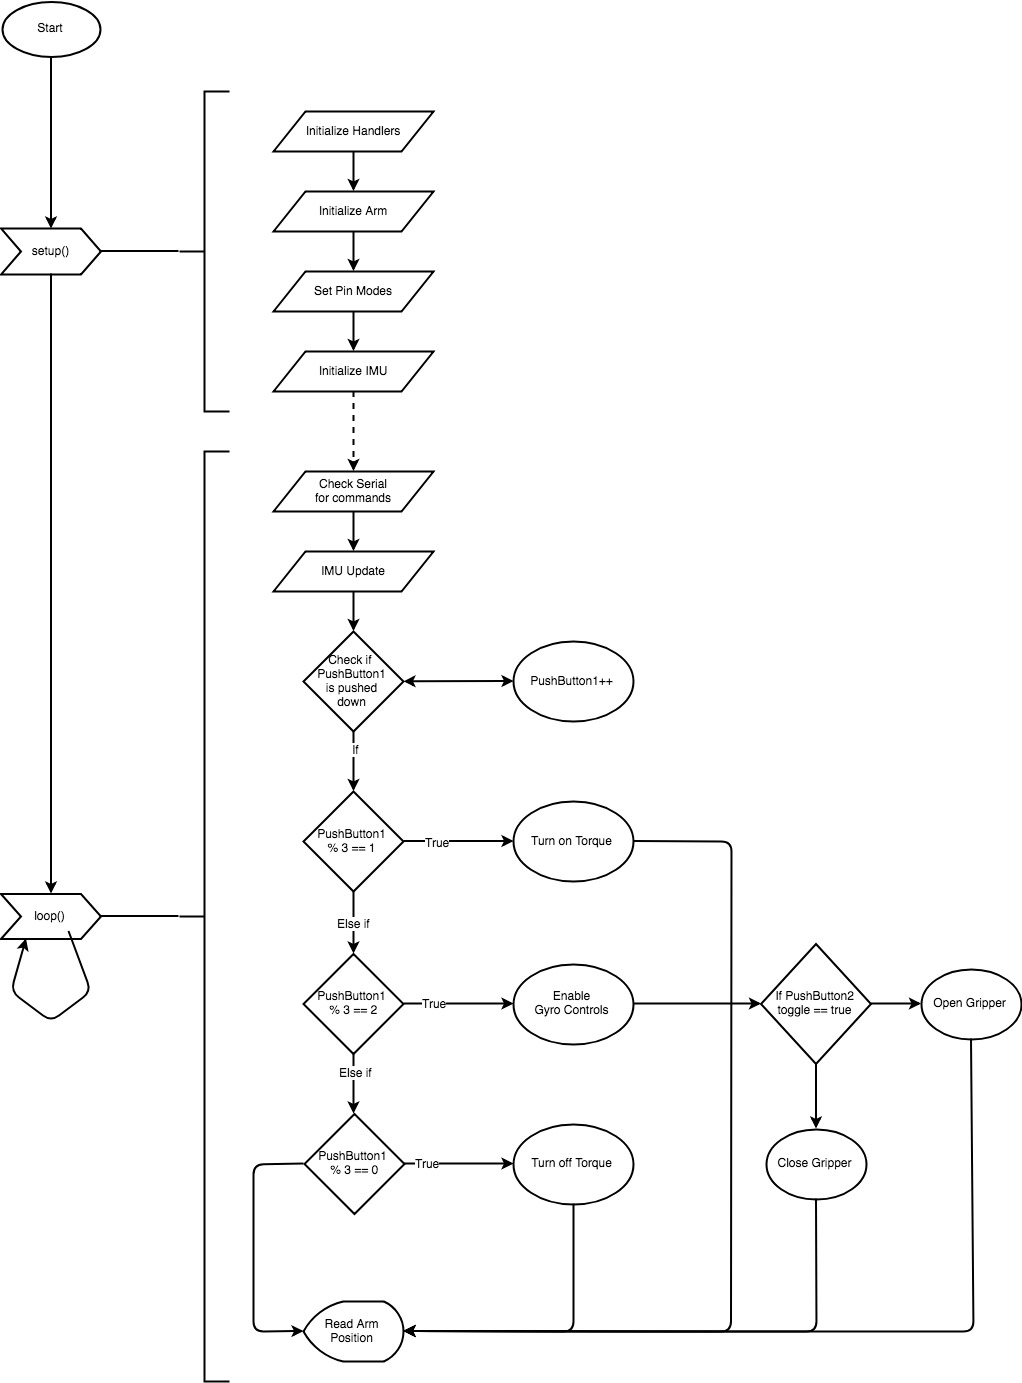 Start
Initialize Handlers
Initialize Arm
setup()
Set Pin Modes
Initialize IMU
Check Serial
for commands
IMU Update
Check if
PushButton1
is pushed
down
PushButton1++
If
PushButton1
% 3 == 1
True
Turn on Torque
loop()
Else if
PushButton1
% 3 == 2
True
Enable
Gyro Controls
If PushButton2
toggle == true
Open Gripper
Else if
PushButton1
% 3 == 0
True
Turn off Torque
Close Gripper
Read Arm
Position